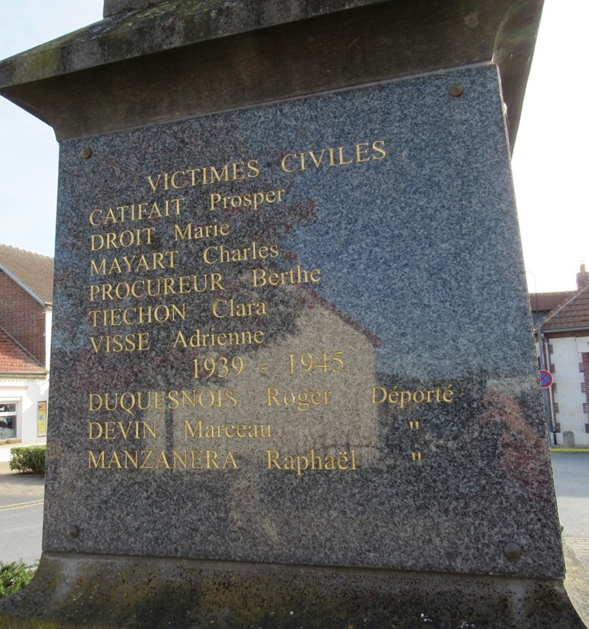 VICTIMES CIVILES
CATIFAIT Prosper
DROIT Marie
MAYART Charles
PROCUREUR Berthe
TIECHON Clara
VISSE Adrienne
1939 - 1945
DUQUESNOIS Roger Déporté
DEVIN Marceau "
MANZANÉRA Raphaël "